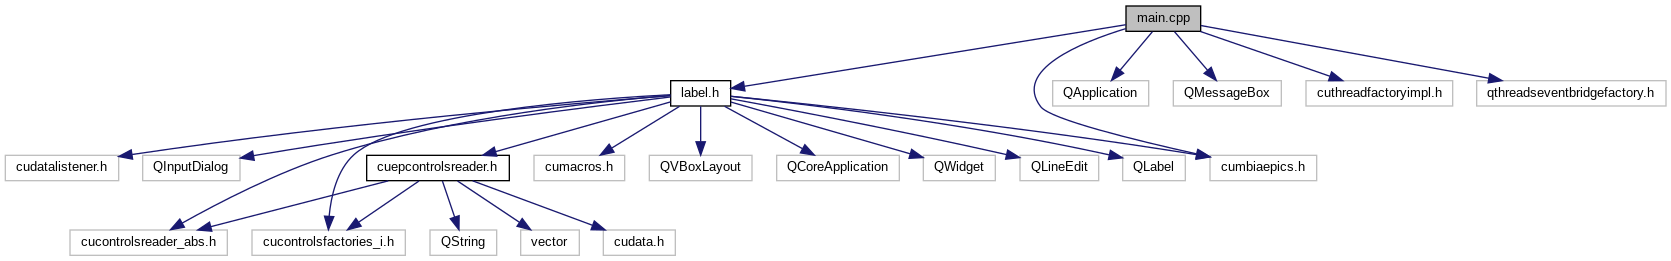 main.cpp
label.h
QApplication
QMessageBox
cuthreadfactoryimpl.h
qthreadseventbridgefactory.h
cudatalistener.h
QInputDialog
cuepcontrolsreader.h
cumacros.h
QVBoxLayout
QCoreApplication
QWidget
QLineEdit
QLabel
cumbiaepics.h
cucontrolsreader_abs.h
cucontrolsfactories_i.h
QString
vector
cudata.h